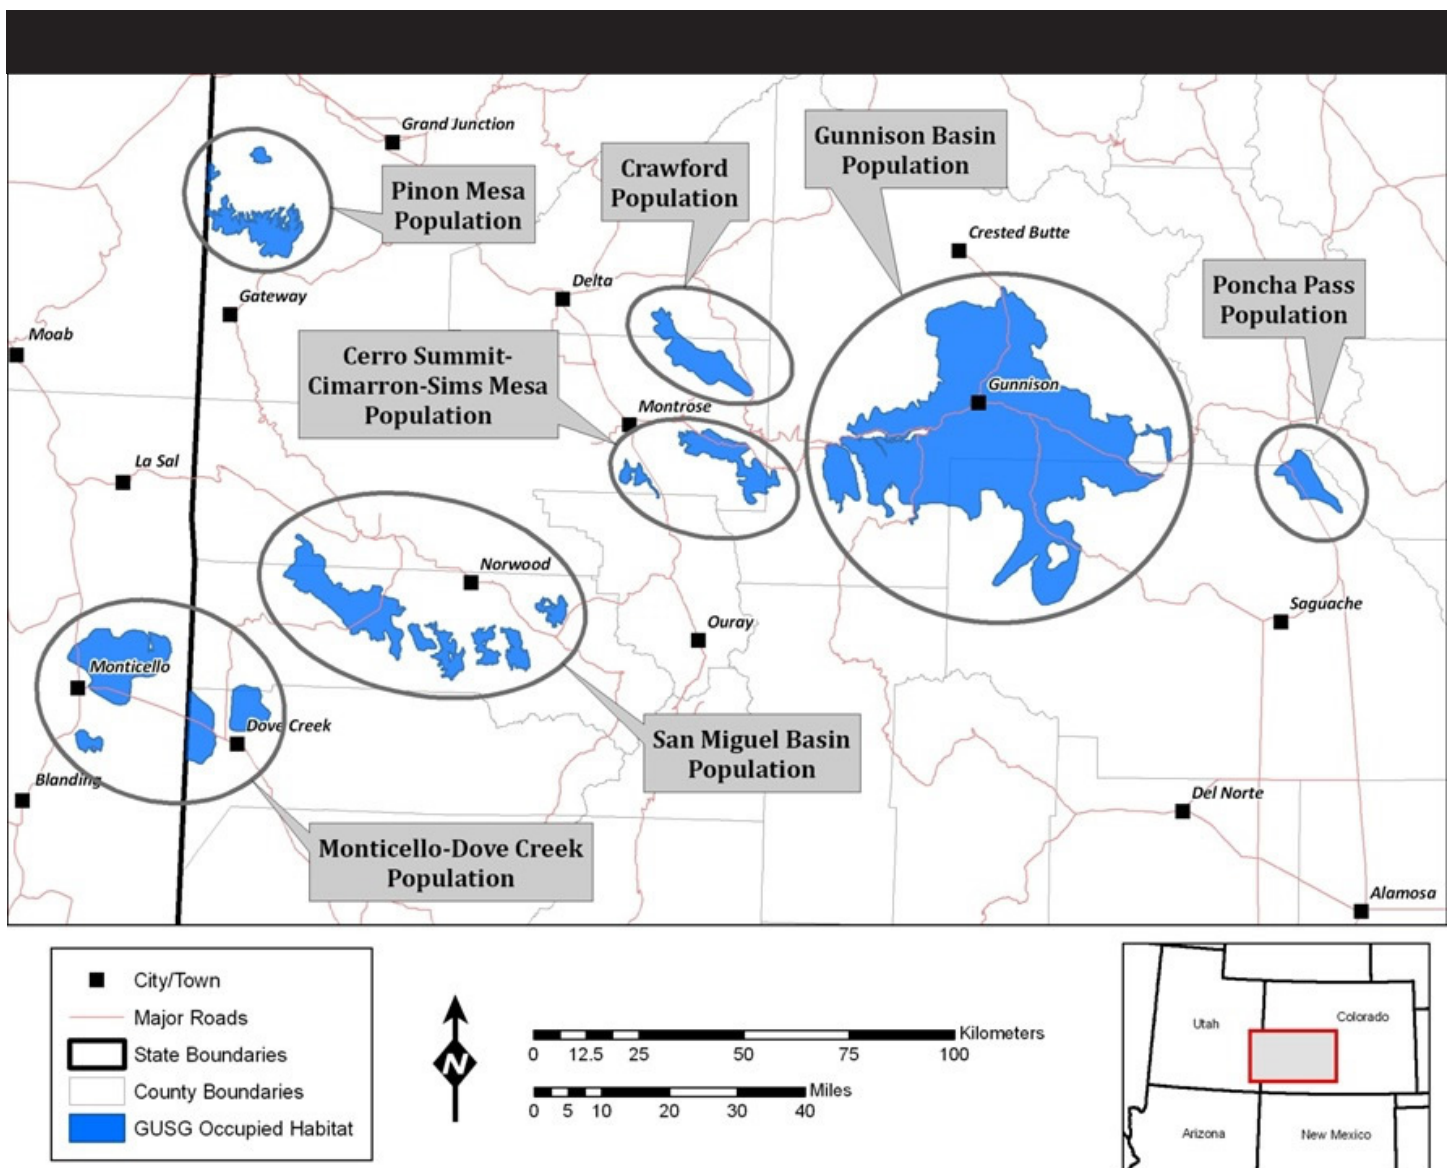 Grand Junction
Pinon Mesa
Population
Crawford
Population
Gunnison Basin
Population
Crested Butte
Poncha Pass
Population
Delta
Gateway
Moab
Cerro Summit-
Cimarron-Sims Mesa
Population
Montrose
Gunnison
La Sal
Norwood
Ouray
Saguache
Monticello
Dove Creek
San Miguel Basin
Population
Blanding
Del Norte
Monticello-Dove Creek
Population
Alamosa
City/Town
Major Roads
State Boundaries
County Boundaries
GUSG Occupied Habitat
N
Kilometers
0 12.5 25 50 75 100
Miles
0 5 10 20 30 40
Utah
Colorado
Arizona
New Mexico